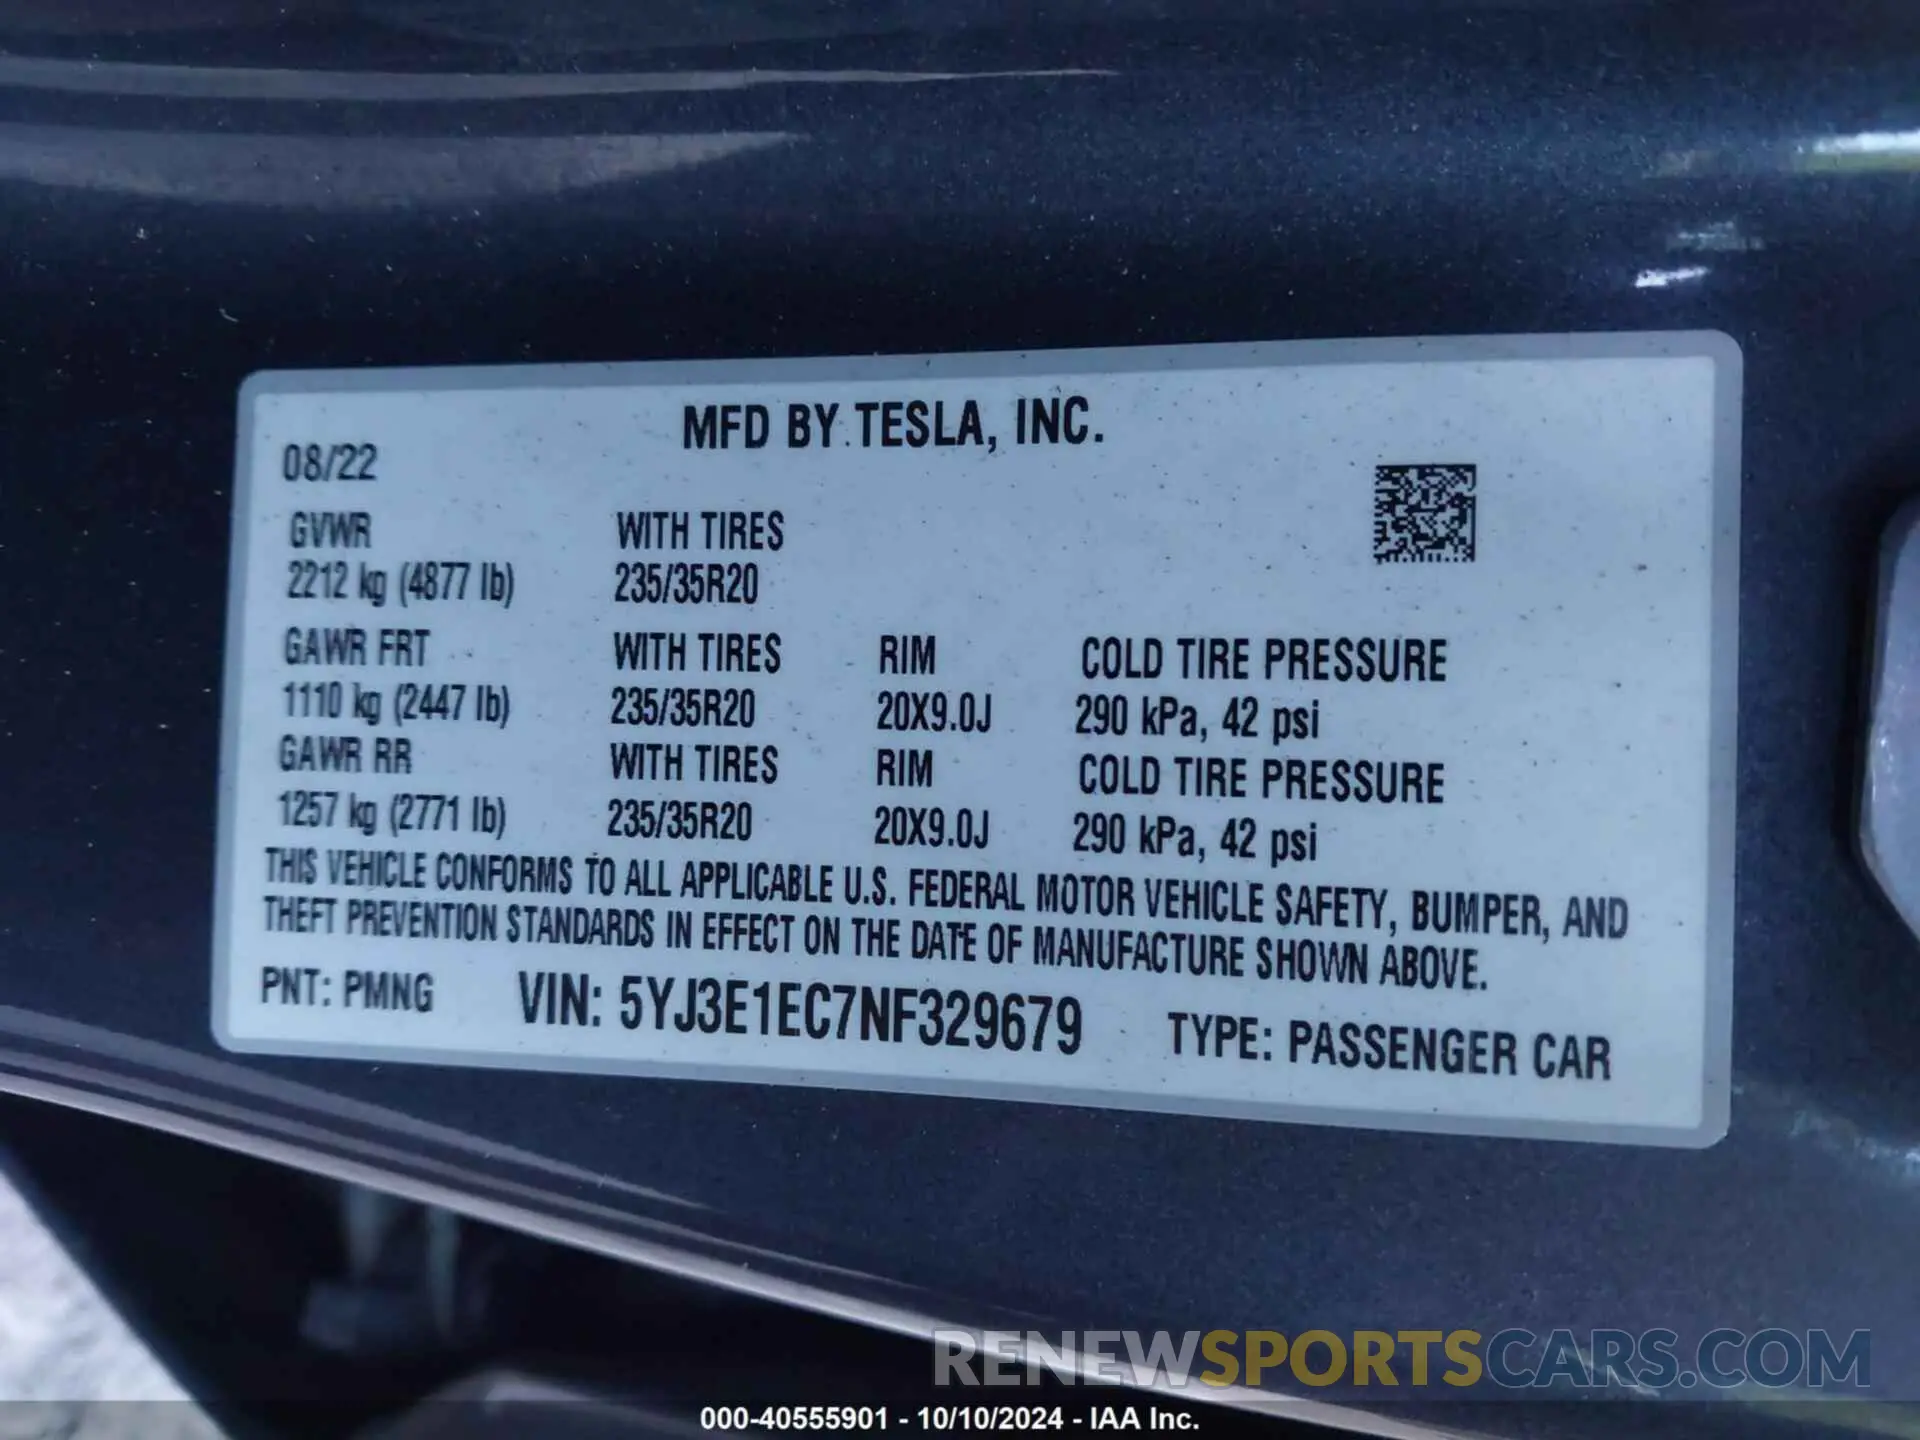 MFD BY TESLA, INC.
08/22
GVWR WITH TIRES
2212 kg (4877 lb) 235/35R20
GAWR FRT WITH TIRES RIM COLD TIRE PRESSURE
1110 kg (2447 lb) 235/35R20 20X9.0J 290 kPa, 42 psi
GAWR RR WITH TIRES RIM COLD TIRE PRESSURE
1257 kg (2771 lb) 235/35R20 20X9.0J 290 kPa, 42 psi
THIS VEHICLE CONFORMS TO ALL APPLICABLE U.S. FEDERAL MOTOR VEHICLE SAFETY, BUMPER, AND
THEFT PREVENTION STANDARDS IN EFFECT ON THE DATE OF MANUFACTURE SHOWN ABOVE.
PNT: PMNG VIN: 5YJ3E1EC7NF329679 TYPE: PASSENGER CAR
RENEWSPORTSCARS.COM
000-40555901 - 10/10/2024 - IAA Inc.